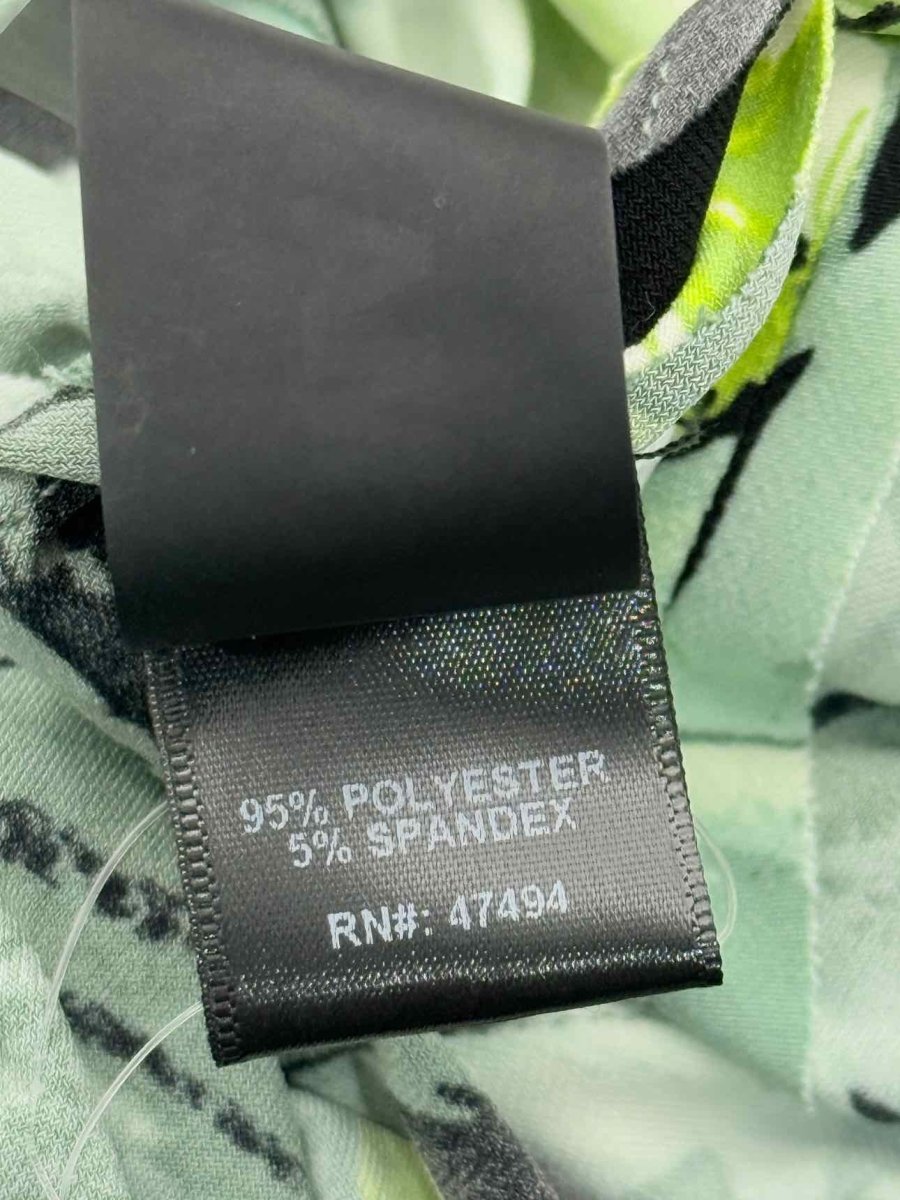 95% POLYESTER
5% SPANDEX
RN#: 47494